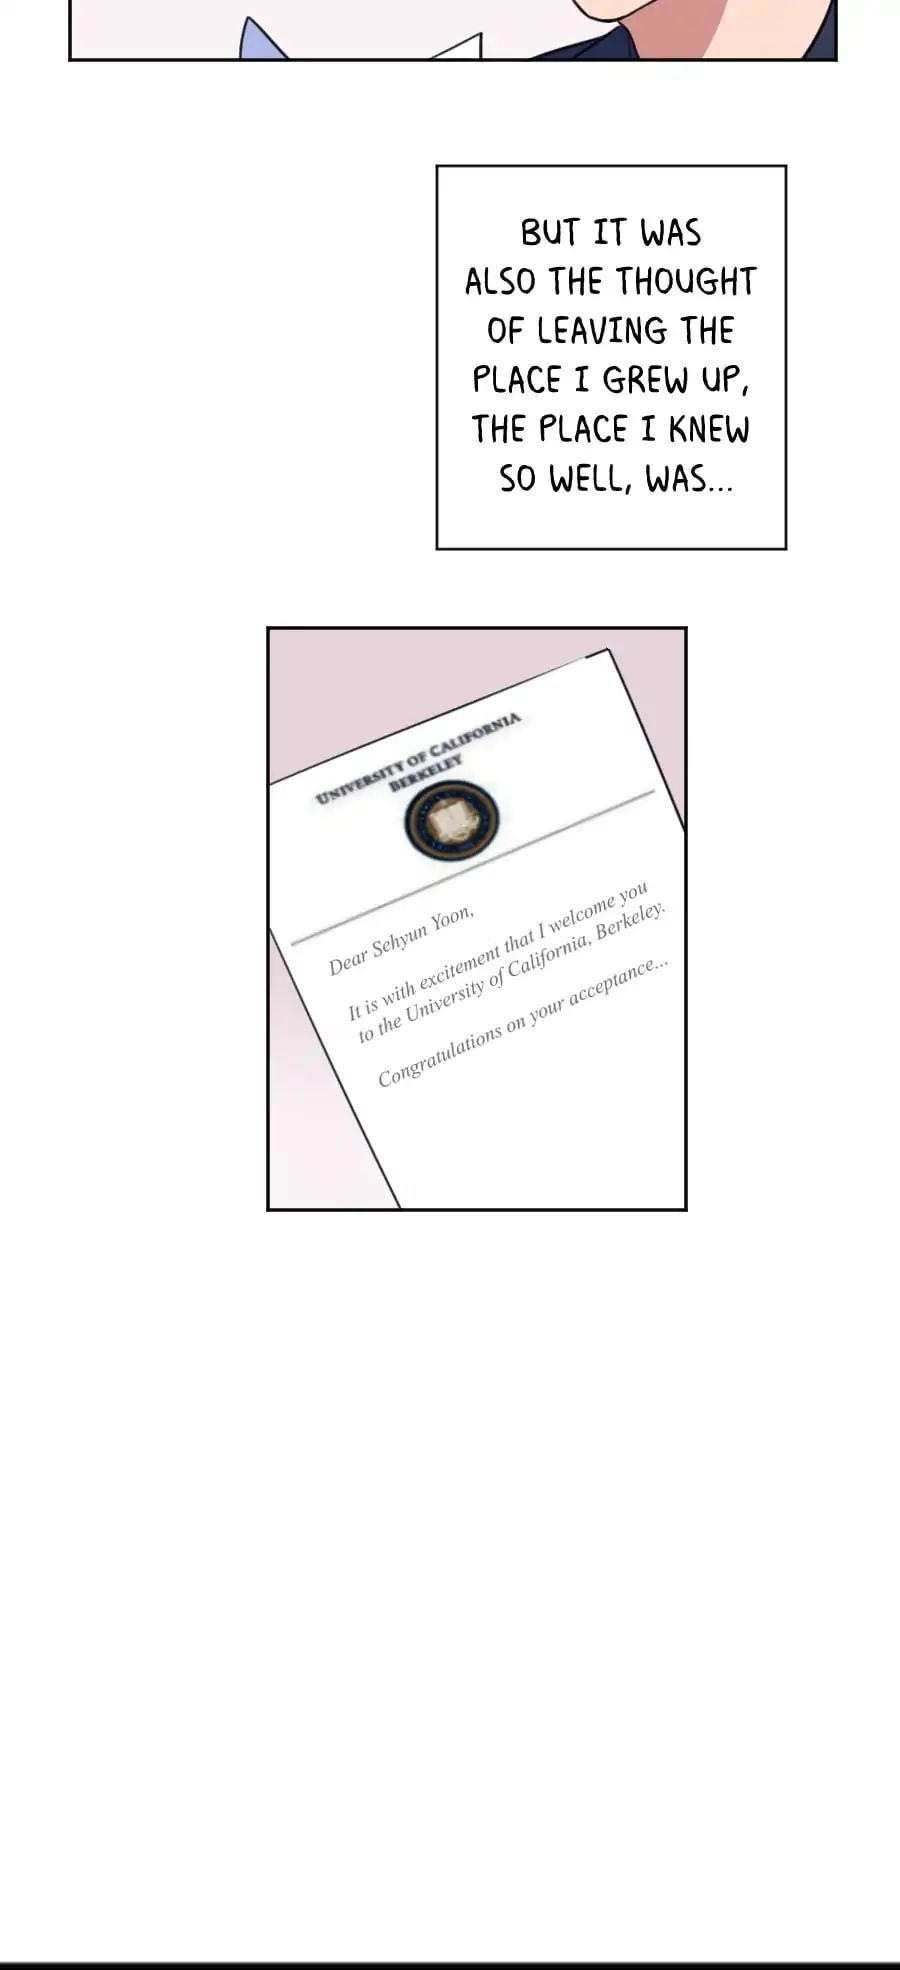 BUT IT WAS
ALSO THE THOUGHT
OF LEAVING THE
PLACE I GREW UP,
THE PLACE I KNEW
SO WELL, WAS...
UNIVERSITY OF CALIFORNIA
BERKELEY
Dear Sehyun Yoon,
It is with excitement that I welcome you
to the University of California, Berkeley.
Congratulations on your acceptance...